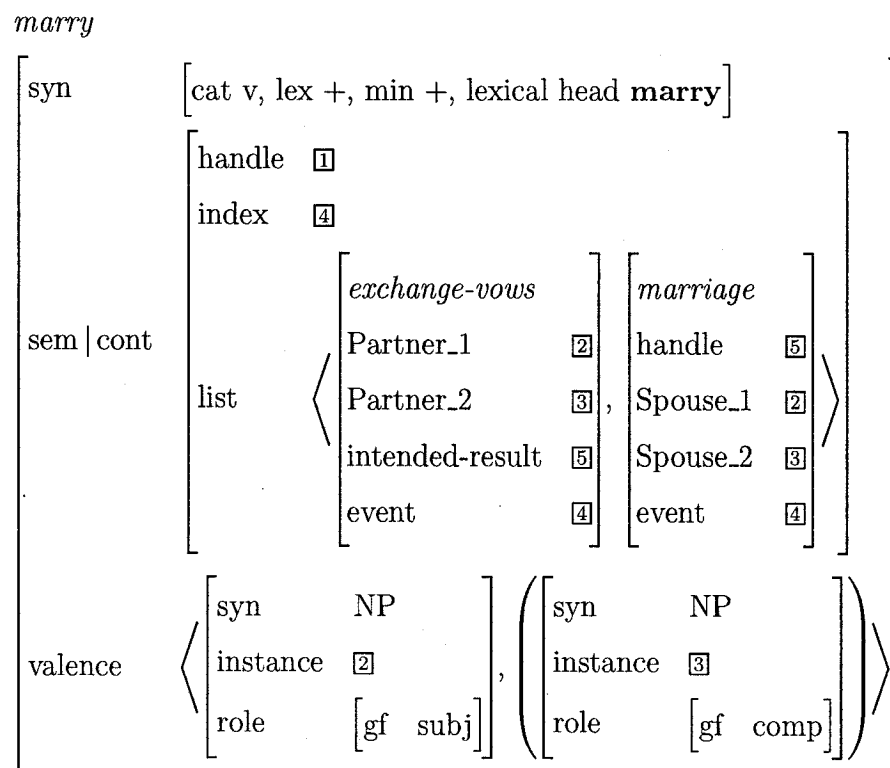 marry
syn [cat v, lex +, min +, lexical head marry]
handle 1
index 4
exchange-vows marriage
sem | cont Partner_1 2 handle 5
list ⟨ Partner_2 3 , Spouse_1 2 ⟩
intended-result 5 Spouse_2 3
event 4 event 4
syn NP syn NP
valence ⟨ instance 2 , ( instance 3 ) ⟩
role [gf subj] role [gf comp]